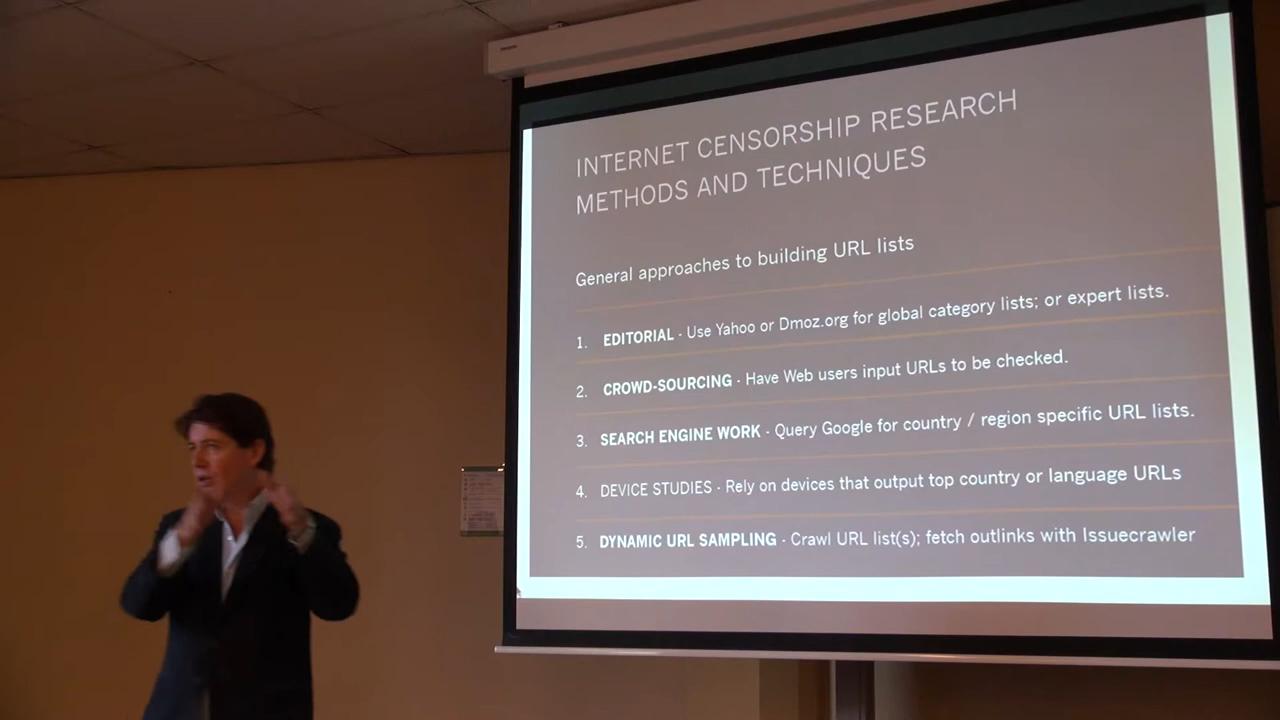 INTERNET CENSORSHIP RESEARCH
METHODS AND TECHNIQUES
General approaches to building URL lists
1. EDITORIAL - Use Yahoo or Dmoz.org for global category lists; or expert lists.
2. CROWD-SOURCING - Have Web users input URLs to be checked.
3. SEARCH ENGINE WORK - Query Google for country / region specific URL lists.
4. DEVICE STUDIES - Rely on devices that output top country or language URLs
5. DYNAMIC URL SAMPLING - Crawl URL list(s); fetch outlinks with Issuecrawler